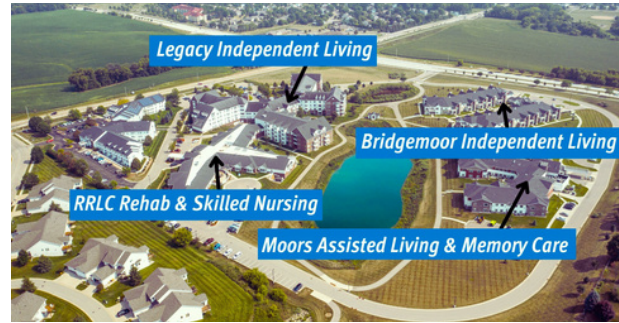 Legacy Independent Living
Bridgemoor Independent Living
RRLC Rehab & Skilled Nursing
Moors Assisted Living & Memory Care